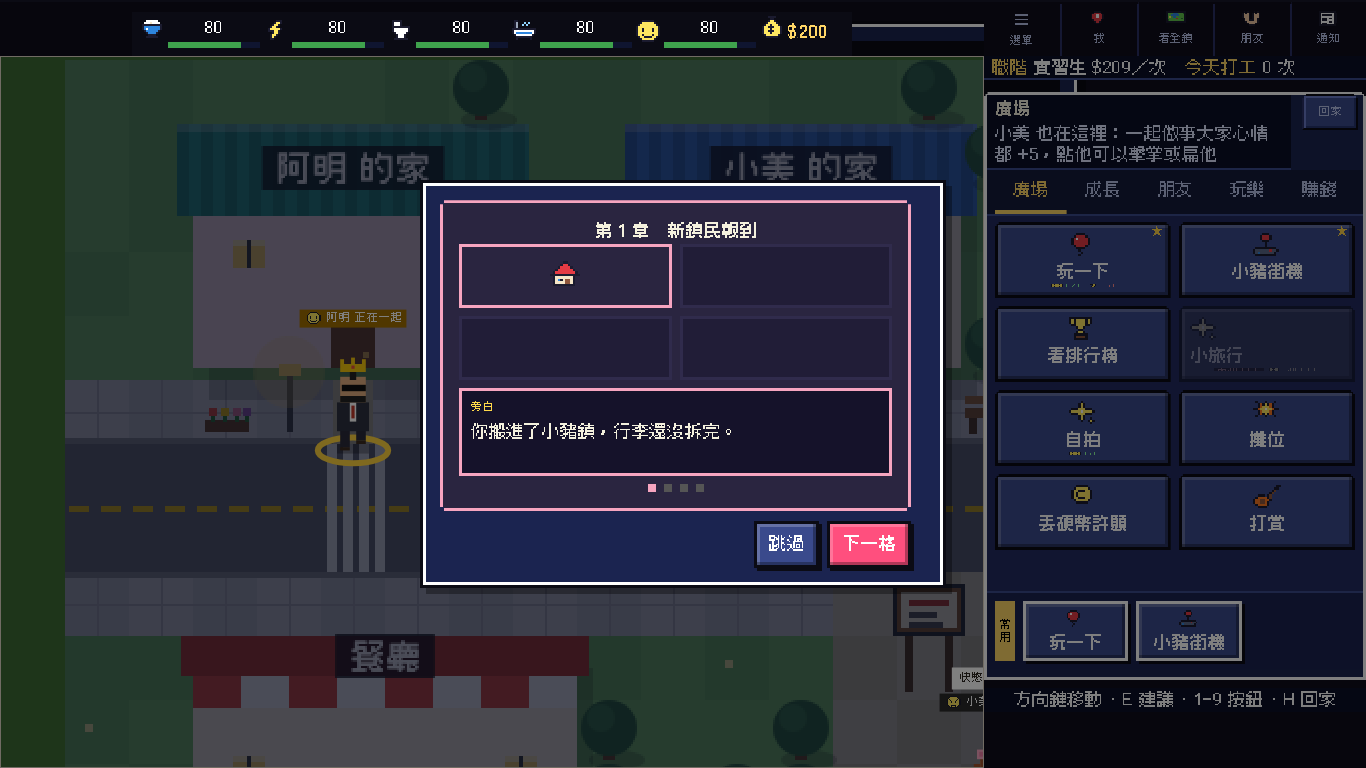 80
80
80
80
80
$200
選單
我
看全鎮
朋友
通知
職階 實習生 $209／次 今天打工 0 次
廣場
回家
小美 也在這裡：一起做事大家心情
都 +5，點他可以擊掌或扁他
廣場
成長
朋友
玩樂
賺錢
玩一下
小豬街機
看排行榜
小旅行
自拍
攤位
丟硬幣許願
打賞
常用
玩一下
小豬街機
方向鍵移動 · E 建議 · 1-9 按鈕 · H 回家
阿明 的家
小美 的家
阿明 正在一起
第 1 章 新鎮民報到
旁白
你搬進了小豬鎮，行李還沒拆完。
跳過
下一格
餐廳
小美